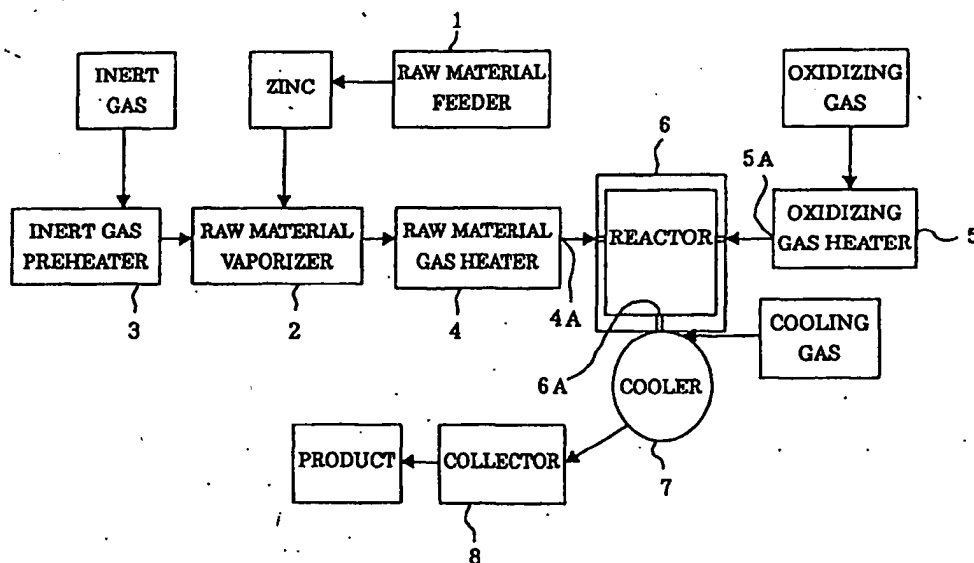 1
INERT
GAS
ZINC
RAW MATERIAL
FEEDER
OXIDIZING
GAS
6
5A
INERT GAS
PREHEATER
RAW MATERIAL
VAPORIZER
RAW MATERIAL
GAS HEATER
REACTOR
OXIDIZING
GAS HEATER
5
3
2
4
4A
6A
COOLING
GAS
COOLER
PRODUCT
COLLECTOR
7
8